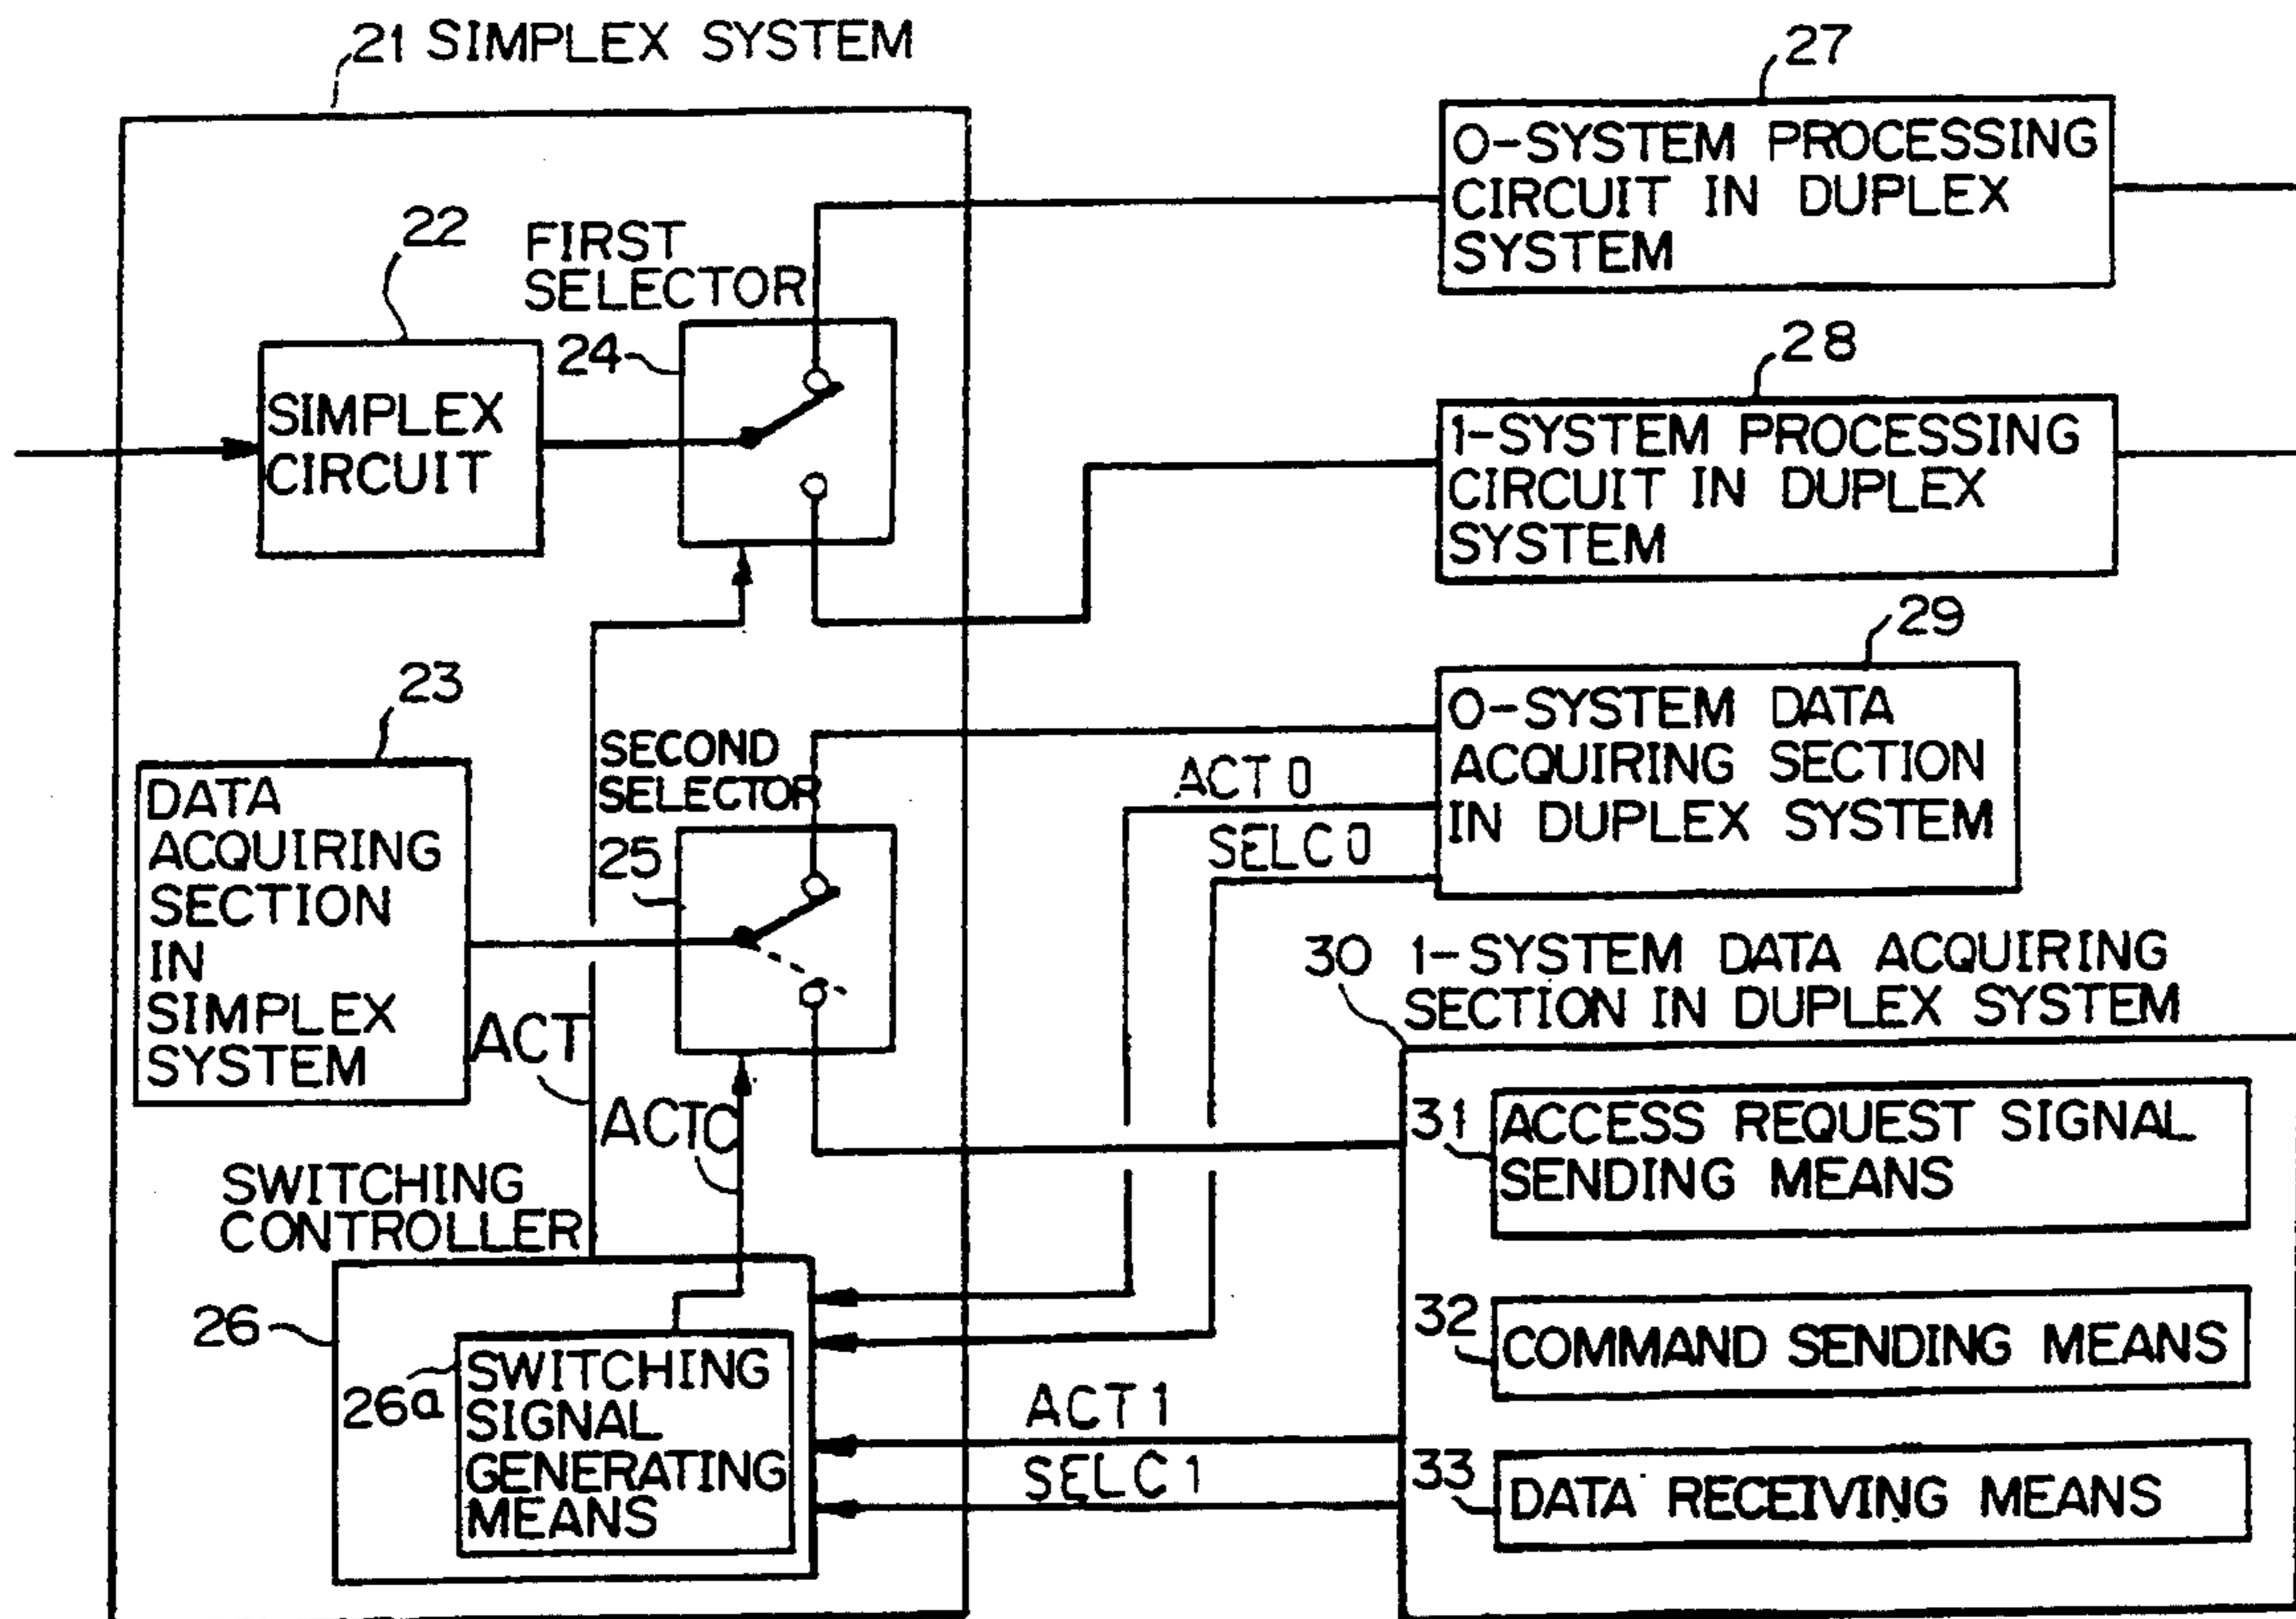 21 SIMPLEX SYSTEM
27
0-SYSTEM PROCESSING
CIRCUIT IN DUPLEX
SYSTEM
22
FIRST
SELECTOR
24
SIMPLEX
CIRCUIT
28
1-SYSTEM PROCESSING
CIRCUIT IN DUPLEX
SYSTEM
29
0-SYSTEM DATA
ACQUIRING SECTION
IN DUPLEX SYSTEM
23
DATA
ACQUIRING
SECTION
IN
SIMPLEX
SYSTEM
SECOND
SELECTOR
25
ACT 0
SELC 0
30 1-SYSTEM DATA ACQUIRING
SECTION IN DUPLEX SYSTEM
ACT
ACTC
31
ACCESS REQUEST SIGNAL
SENDING MEANS
32
COMMAND SENDING MEANS
33
DATA RECEIVING MEANS
SWITCHING
CONTROLLER
26
26a
SWITCHING
SIGNAL
GENERATING
MEANS
ACT 1
SELC 1